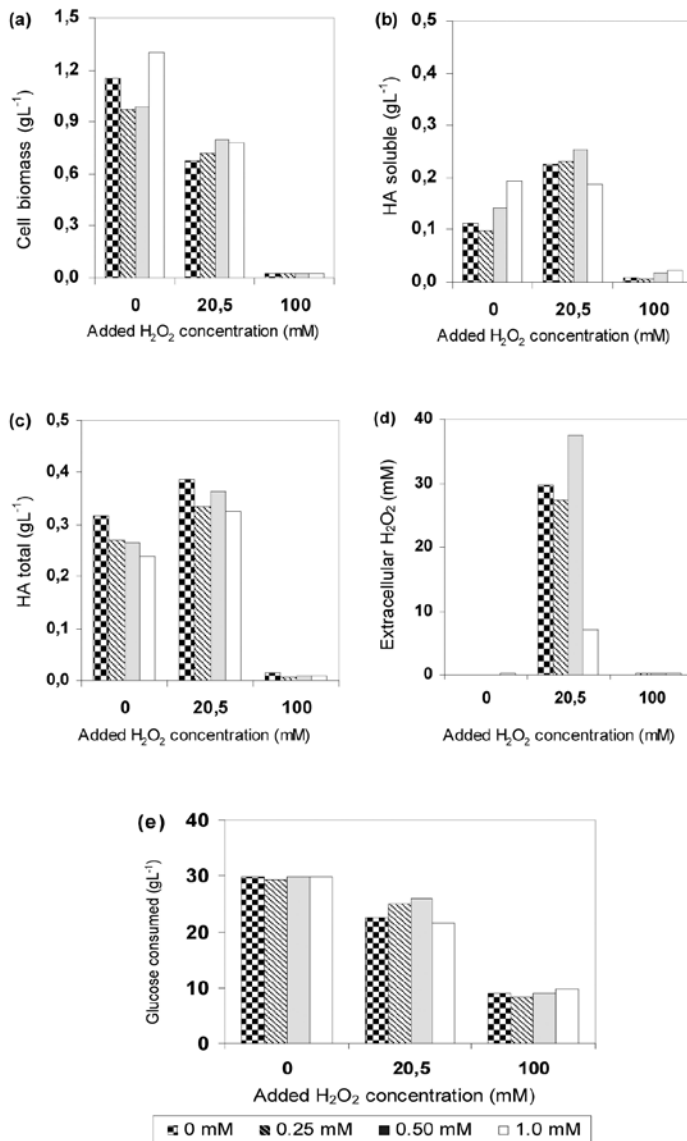 (a)
Cell biomass (gL⁻¹)
1,5
1,2
0,9
0,6
0,3
0,0
0 20,5 100
Added H₂O₂ concentration (mM)
(b)
HA soluble (gL⁻¹)
0,5
0,4
0,3
0,2
0,1
0,0
0 20,5 100
Added H₂O₂ concentration (mM)
(c)
HA total (gL⁻¹)
0,5
0,4
0,3
0,2
0,1
0,0
0 20,5 100
Added H₂O₂ concentration (mM)
(d)
Extracellular H₂O₂ (mM)
40
30
20
10
0
0 20,5 100
Added H₂O₂ concentration (mM)
(e)
Glucose consumed (gL⁻¹)
40
30
20
10
0
0 20,5 100
Added H₂O₂ concentration (mM)
0 mM 0.25 mM 0.50 mM 1.0 mM